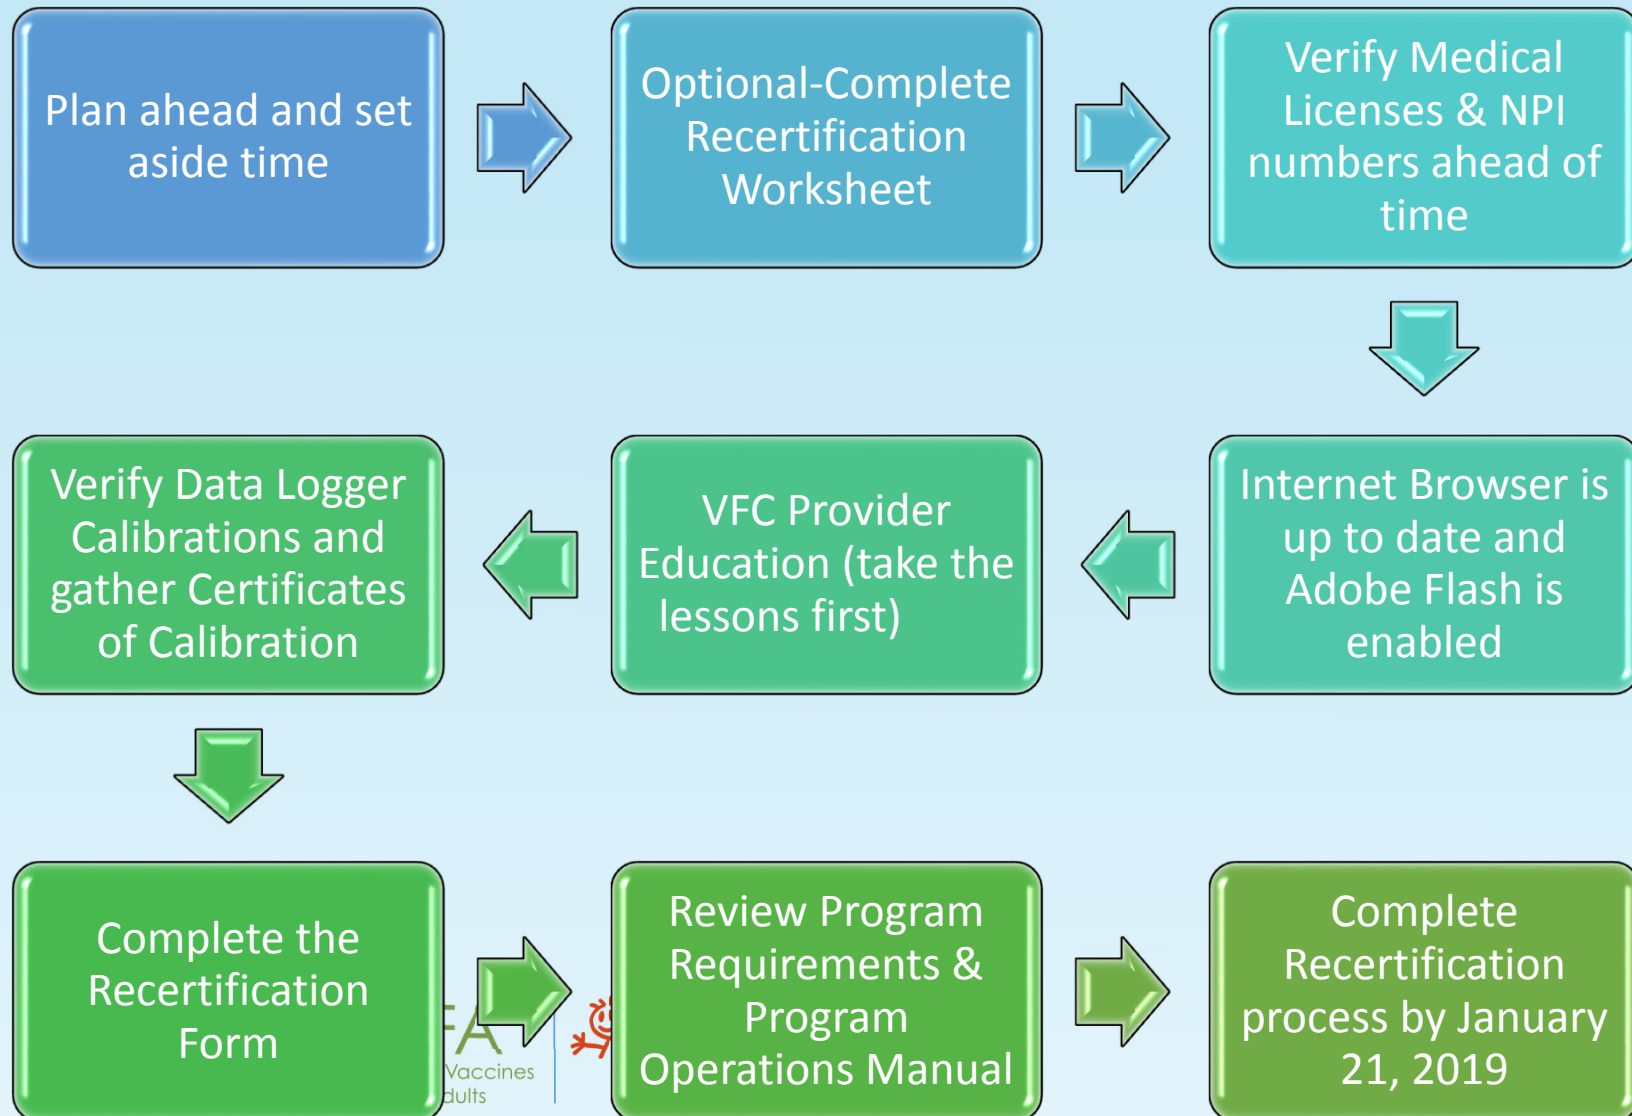 Plan ahead and set
aside time
Optional-Complete
Recertification
Worksheet
Verify Medical
Licenses & NPI
numbers ahead of
time
Internet Browser is
up to date and
Adobe Flash is
enabled
VFC Provider
Education (take the
lessons first)
Verify Data Logger
Calibrations and
gather Certificates
of Calibration
Complete the
Recertification
Form
Review Program
Requirements &
Program
Operations Manual
Complete
Recertification
process by January
21, 2019
FA
Vaccines